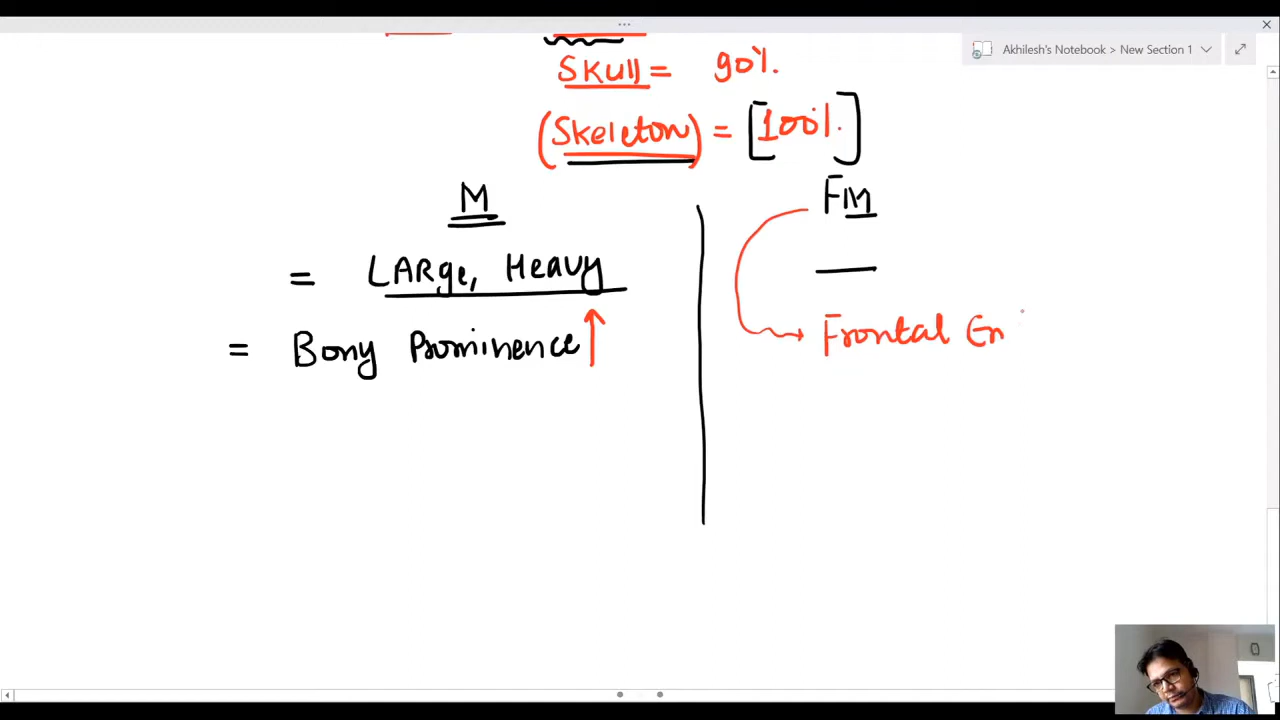 Akhilesh's Notebook > New Section 1
Skull = 90%.
(Skeleton) = [100%.]
M
FM
= LARge, Heavy
= Bony Prominence ↑
Frontal Em